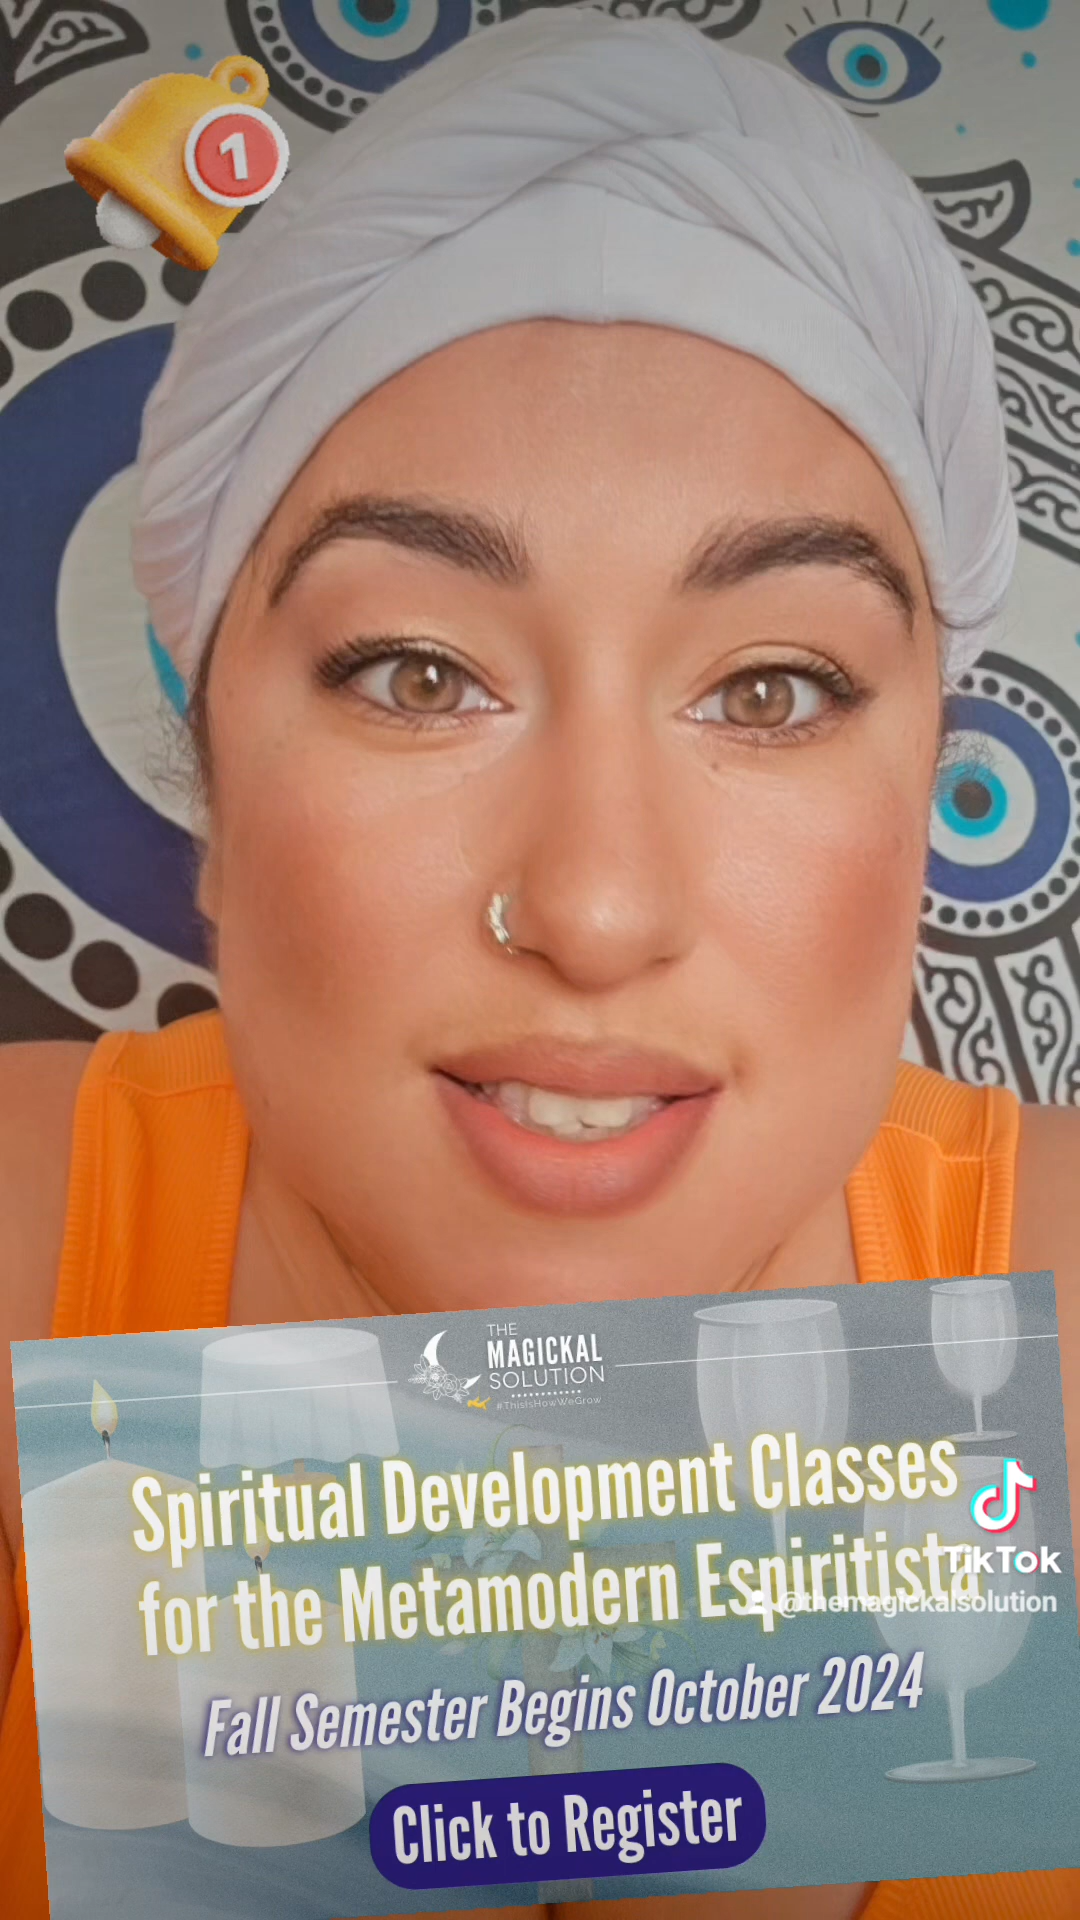 1
THE
MAGICKAL
SOLUTION
#ThisIsHowWeGrow
Spiritual Development Classes
for the Metamodern Espiritista
TikTok
@themagickalsolution
Fall Semester Begins October 2024
Click to Register